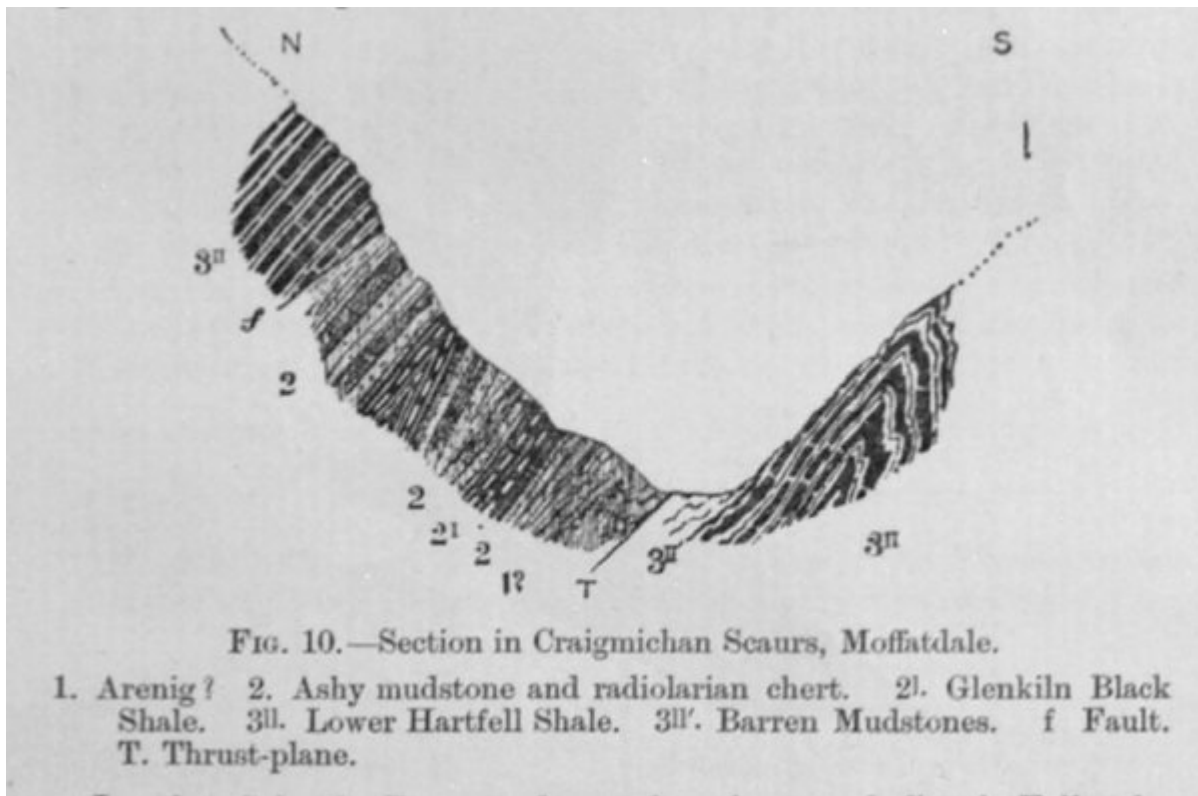 N S
l
3II
f
2
2
2I
2
1?
T
3II
3II
FIG. 10.—Section in Craigmichan Scaurs, Moffatdale.
1. Arenig? 2. Ashy mudstone and radiolarian chert. 2I. Glenkiln Black
Shale. 3II. Lower Hartfell Shale. 3II'. Barren Mudstones. f Fault.
T. Thrust-plane.